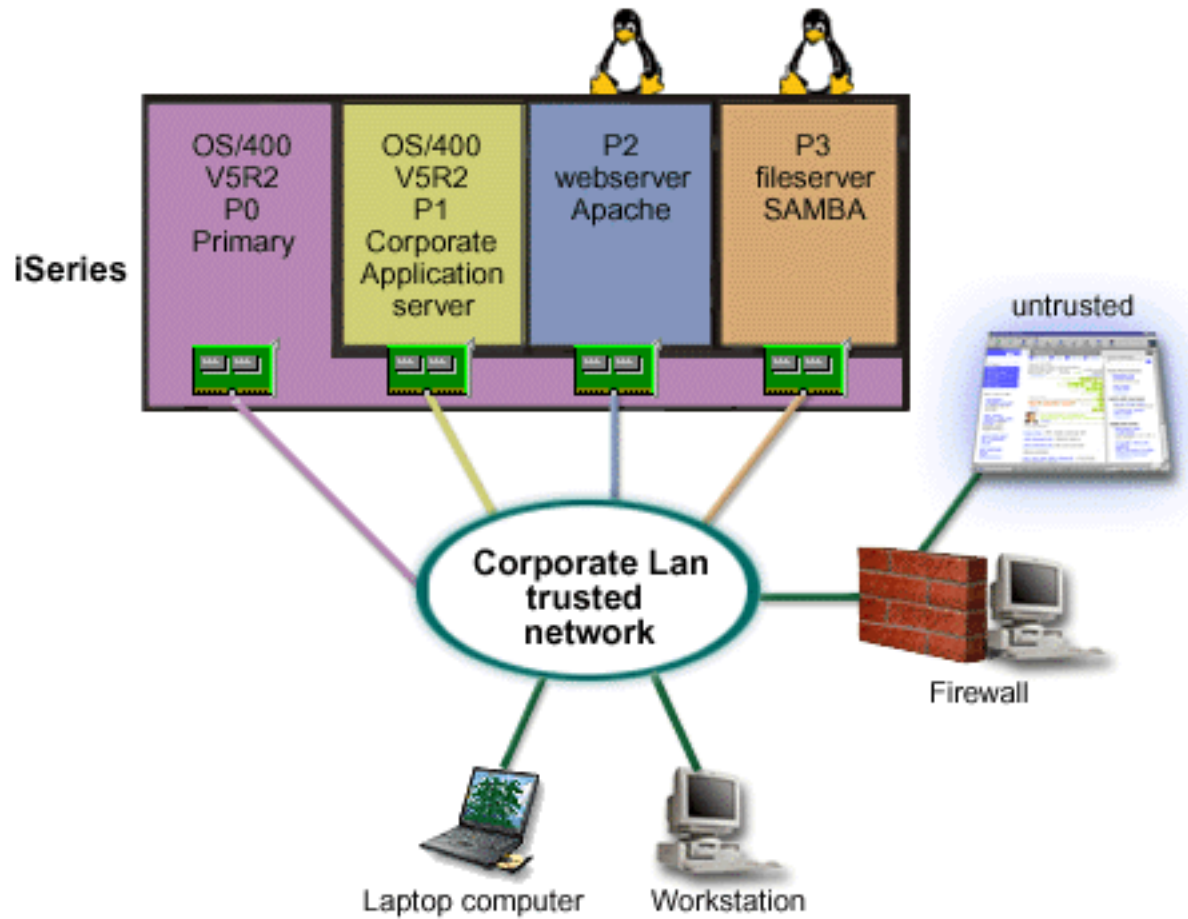 OS/400
V5R2
P0
Primary
OS/400
V5R2
P1
Corporate
Application
server
P2
webserver
Apache
P3
fileserver
SAMBA
iSeries
untrusted
Corporate Lan
trusted
network
Firewall
Laptop computer
Workstation